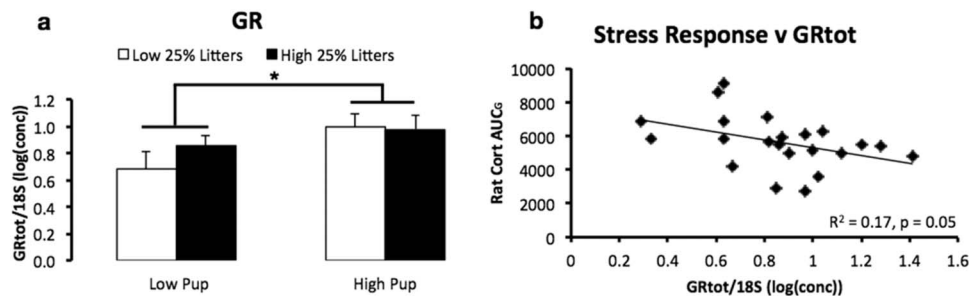 a
GR
Low 25% Litters
High 25% Litters
*
GRtot/18S (log(conc))
1.2
1.0
0.8
0.6
0.4
0.2
0.0
Low Pup
High Pup
b
Stress Response v GRtot
Rat Cort AUCG
10000
8000
6000
4000
2000
0
R² = 0.17, p = 0.05
0 0.2 0.4 0.6 0.8 1 1.2 1.4 1.6
GRtot/18S (log(conc))